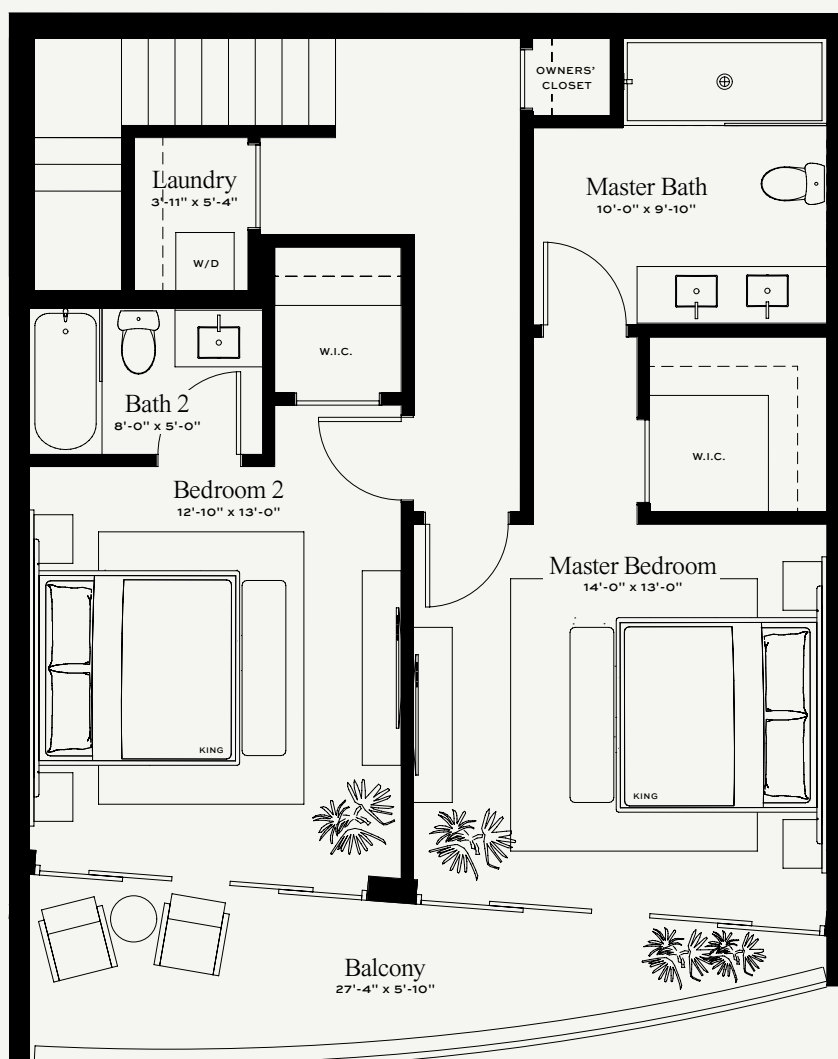 OWNERS'
CLOSET
Laundry
3'-11" x 5'-4"
Master Bath
10'-0" x 9'-10"
W/D
W.I.C.
Bath 2
8'-0" x 5'-0"
W.I.C.
Bedroom 2
12'-10" x 13'-0"
Master Bedroom
14'-0" x 13'-0"
KING
KING
Balcony
27'-4" x 5'-10"